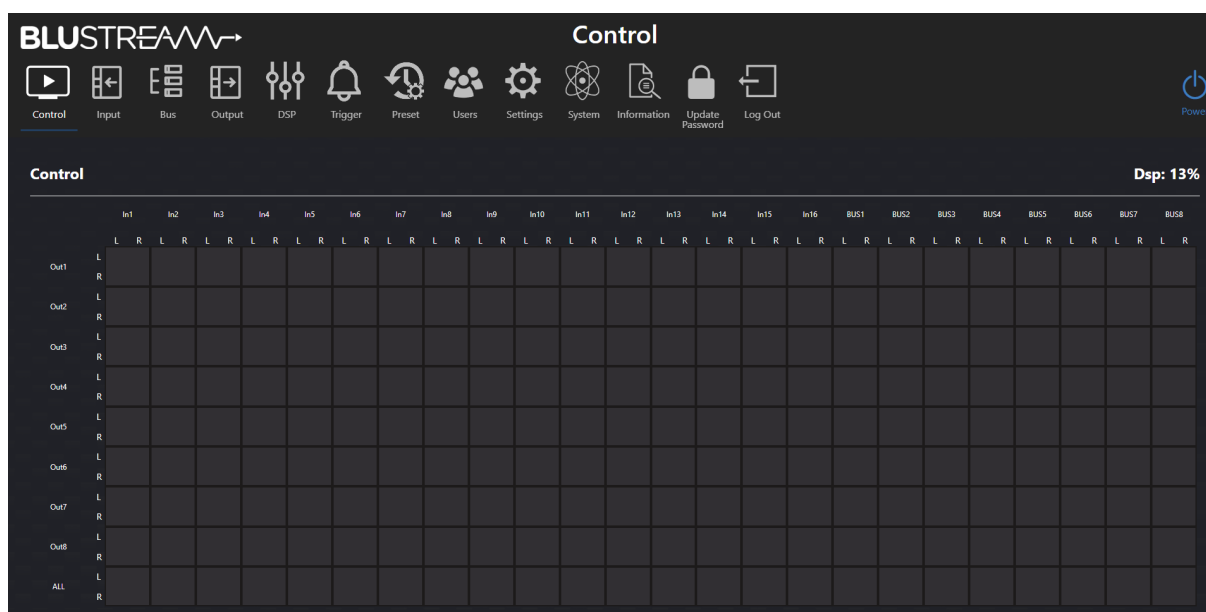 BLUSTREAM
Control
Control Input Bus Output DSP Trigger Preset Users Settings System Information Update Password Log Out
Control Dsp: 13%
In1 In2 In3 In4 In5 In6 In7 In8 In9 In10 In11 In12 In13 In14 In15 In16 BUS1 BUS2 BUS3 BUS4 BUS5 BUS6 BUS7 BUS8
L R L R L R L R L R L R L R L R L R L R L R L R L R L R L R L R L R L R L R L R L R L R L R L R
L
Out1
R
L
Out2
R
L
Out3
R
L
Out4
R
L
Out5
R
L
Out6
R
L
Out7
R
L
Out8
R
L
ALL
R